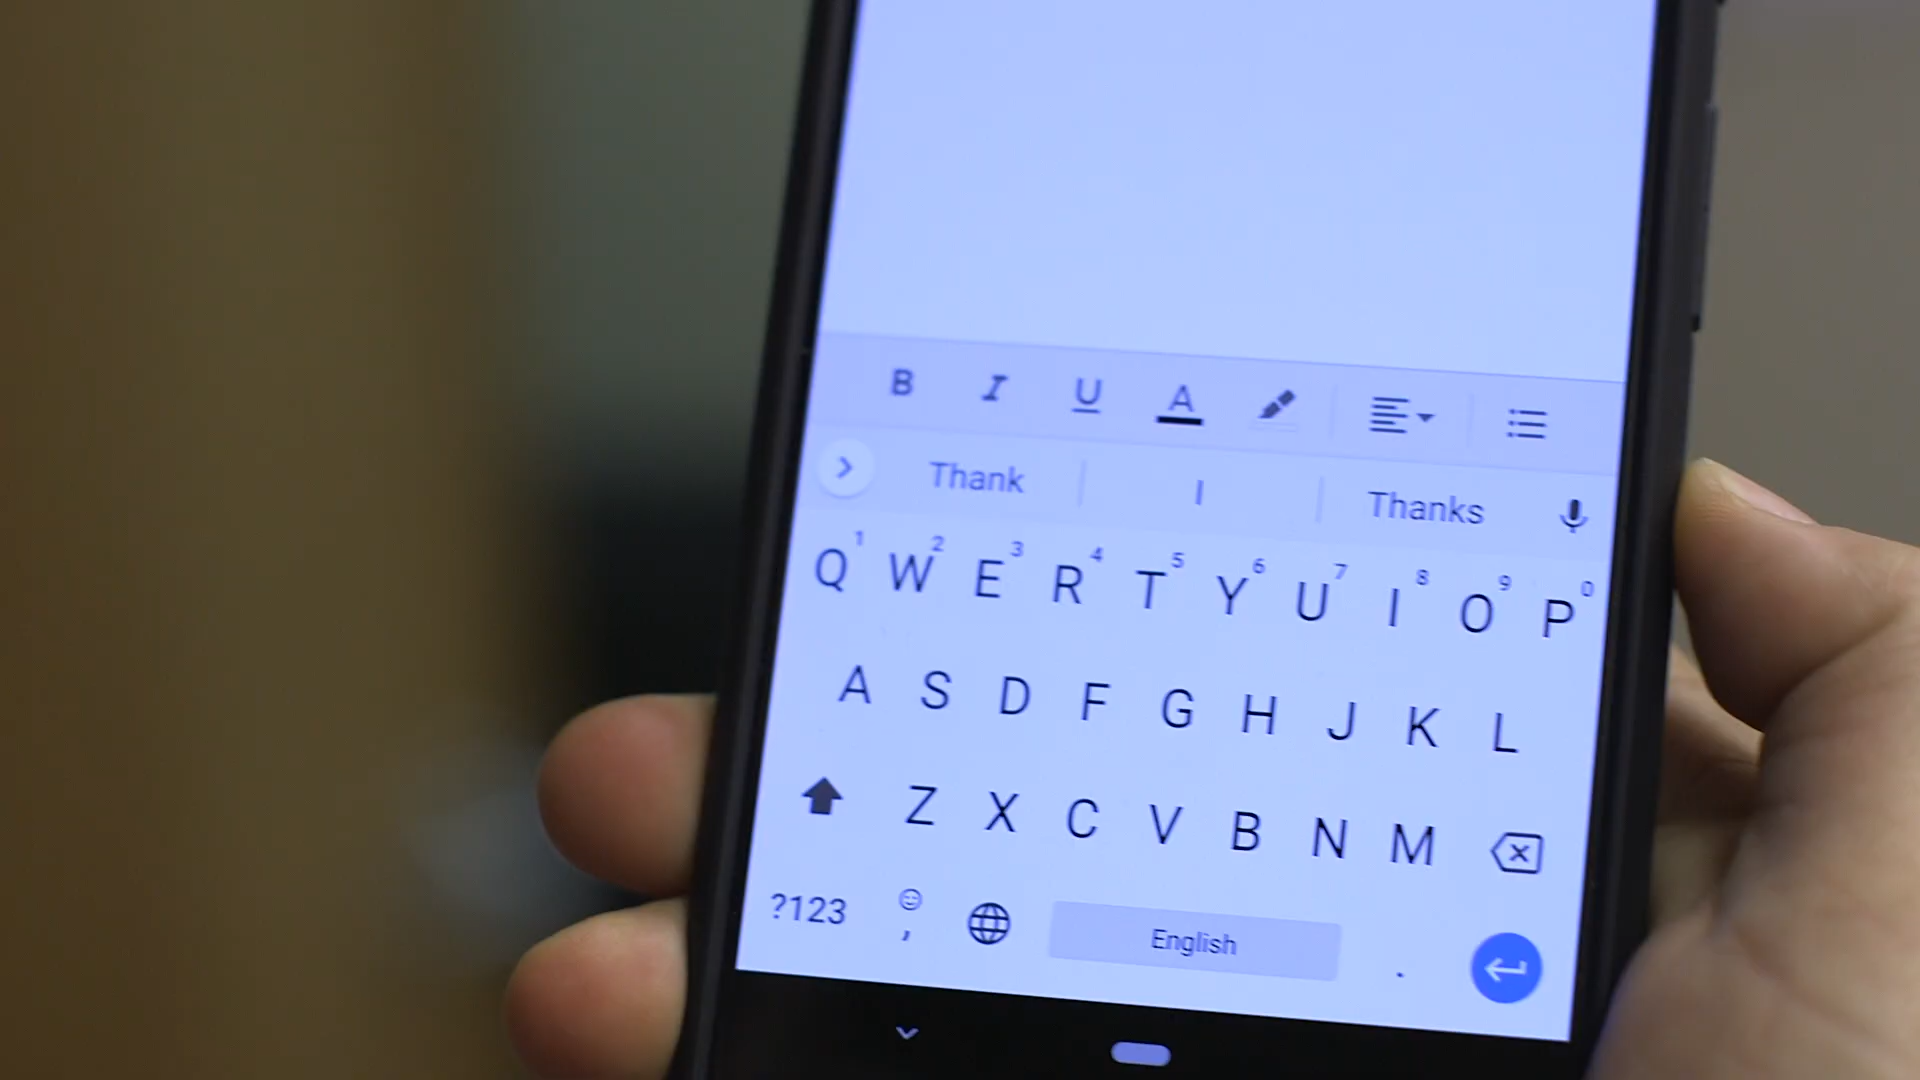 B I U A
Thank I Thanks
Q1 W2 E3 R4 T5 Y6 U7 I8 O9 P0
A S D F G H J K L
Z X C V B N M
?123 , English .